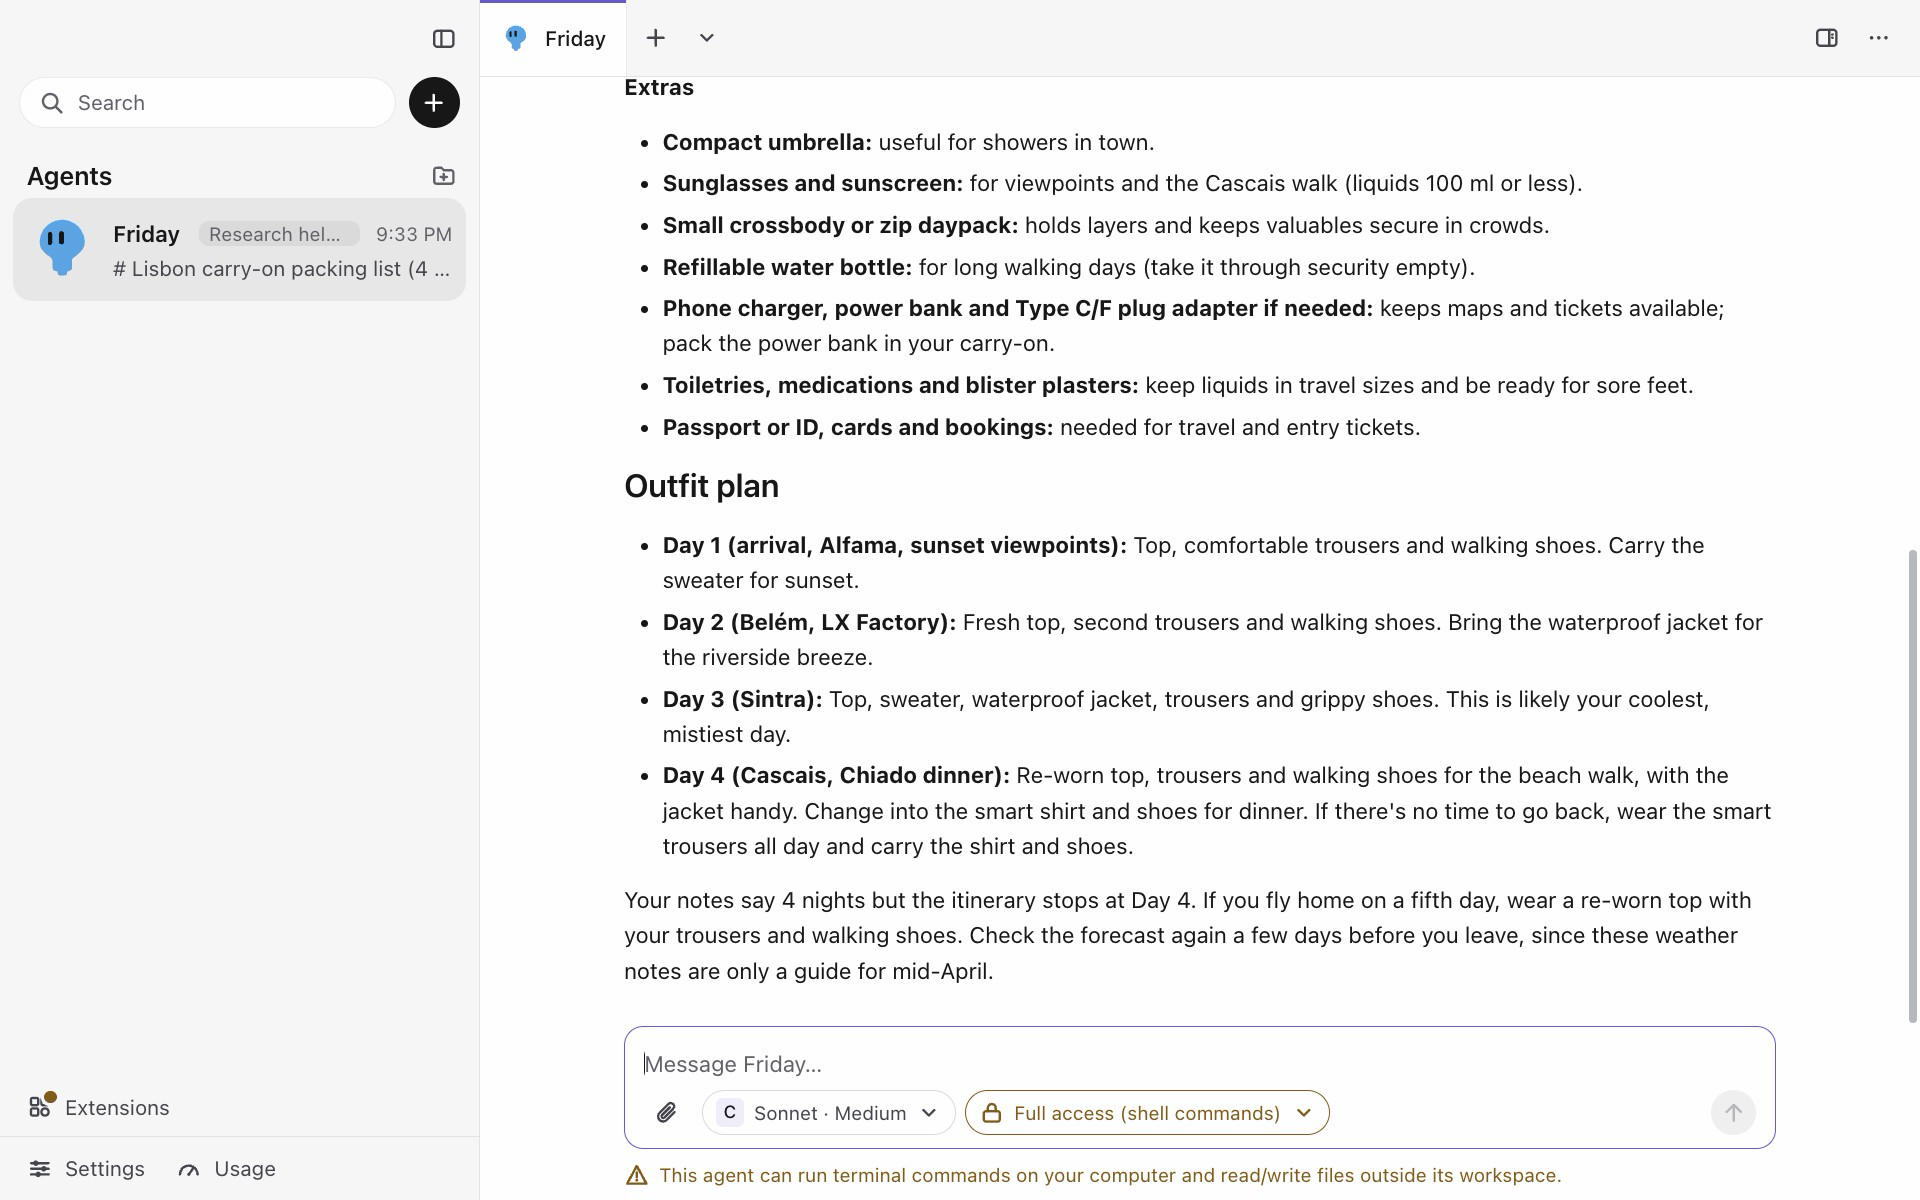 Friday
Search
Agents
Friday Research hel... 9:33 PM
# Lisbon carry-on packing list (4 ...
Extras
• Compact umbrella: useful for showers in town.
• Sunglasses and sunscreen: for viewpoints and the Cascais walk (liquids 100 ml or less).
• Small crossbody or zip daypack: holds layers and keeps valuables secure in crowds.
• Refillable water bottle: for long walking days (take it through security empty).
• Phone charger, power bank and Type C/F plug adapter if needed: keeps maps and tickets available;
pack the power bank in your carry-on.
• Toiletries, medications and blister plasters: keep liquids in travel sizes and be ready for sore feet.
• Passport or ID, cards and bookings: needed for travel and entry tickets.
Outfit plan
• Day 1 (arrival, Alfama, sunset viewpoints): Top, comfortable trousers and walking shoes. Carry the
sweater for sunset.
• Day 2 (Belém, LX Factory): Fresh top, second trousers and walking shoes. Bring the waterproof jacket for
the riverside breeze.
• Day 3 (Sintra): Top, sweater, waterproof jacket, trousers and grippy shoes. This is likely your coolest,
mistiest day.
• Day 4 (Cascais, Chiado dinner): Re-worn top, trousers and walking shoes for the beach walk, with the
jacket handy. Change into the smart shirt and shoes for dinner. If there's no time to go back, wear the smart
trousers all day and carry the shirt and shoes.
Your notes say 4 nights but the itinerary stops at Day 4. If you fly home on a fifth day, wear a re-worn top with
your trousers and walking shoes. Check the forecast again a few days before you leave, since these weather
notes are only a guide for mid-April.
Message Friday...
C Sonnet · Medium Full access (shell commands)
This agent can run terminal commands on your computer and read/write files outside its workspace.
Extensions
Settings Usage